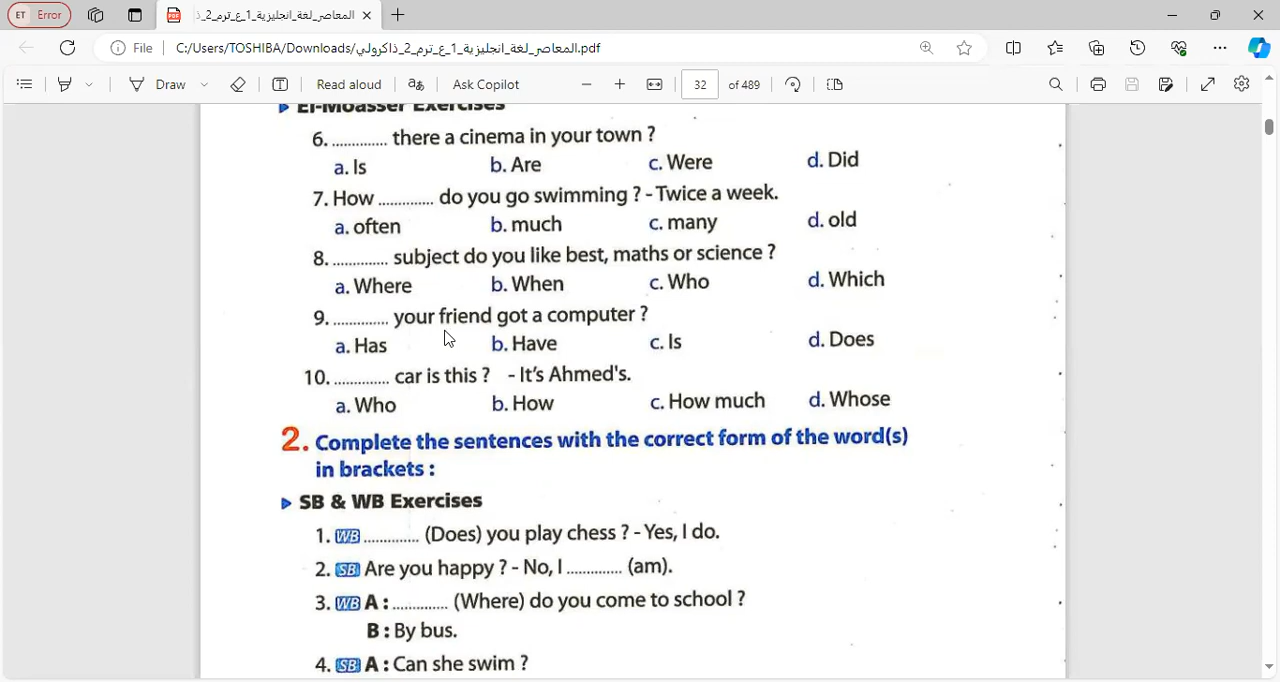 ET Error
المعاصر_لغة_انجليزية_1_ع_ترم_2_ذ
File C:/Users/TOSHIBA/Downloads/المعاصر_لغة_انجليزية_1_ع_ترم_2_ذاكرولي.pdf
Draw Read aloud aあ Ask Copilot 32 of 489
El-Moasser Exercises
6. ............. there a cinema in your town ?
a. Is b. Are c. Were d. Did
7. How ............. do you go swimming ? - Twice a week.
a. often b. much c. many d. old
8. ............. subject do you like best, maths or science ?
a. Where b. When c. Who d. Which
9. ............. your friend got a computer ?
a. Has b. Have c. Is d. Does
10. ............. car is this ? - It's Ahmed's.
a. Who b. How c. How much d. Whose
2. Complete the sentences with the correct form of the word(s)
in brackets :
SB & WB Exercises
1. WB ............. (Does) you play chess ? - Yes, I do.
2. SB Are you happy ? - No, I ............. (am).
3. WB A : ............. (Where) do you come to school ?
B : By bus.
4. SB A : Can she swim ?